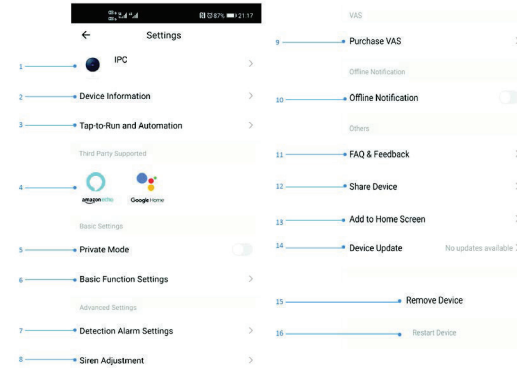 87% 21:17
Settings
1 IPC
2 Device Information
3 Tap-to-Run and Automation
Third Party Supported
4
amazon echo Google Home
Basic Settings
5 Private Mode
6 Basic Function Settings
Advanced Settings
7 Detection Alarm Settings
8 Siren Adjustment
VAS
9 Purchase VAS
Offline Notification
10 Offline Notification
Others
11 FAQ & Feedback
12 Share Device
13 Add to Home Screen
14 Device Update No updates available
15 Remove Device
16 Restart Device